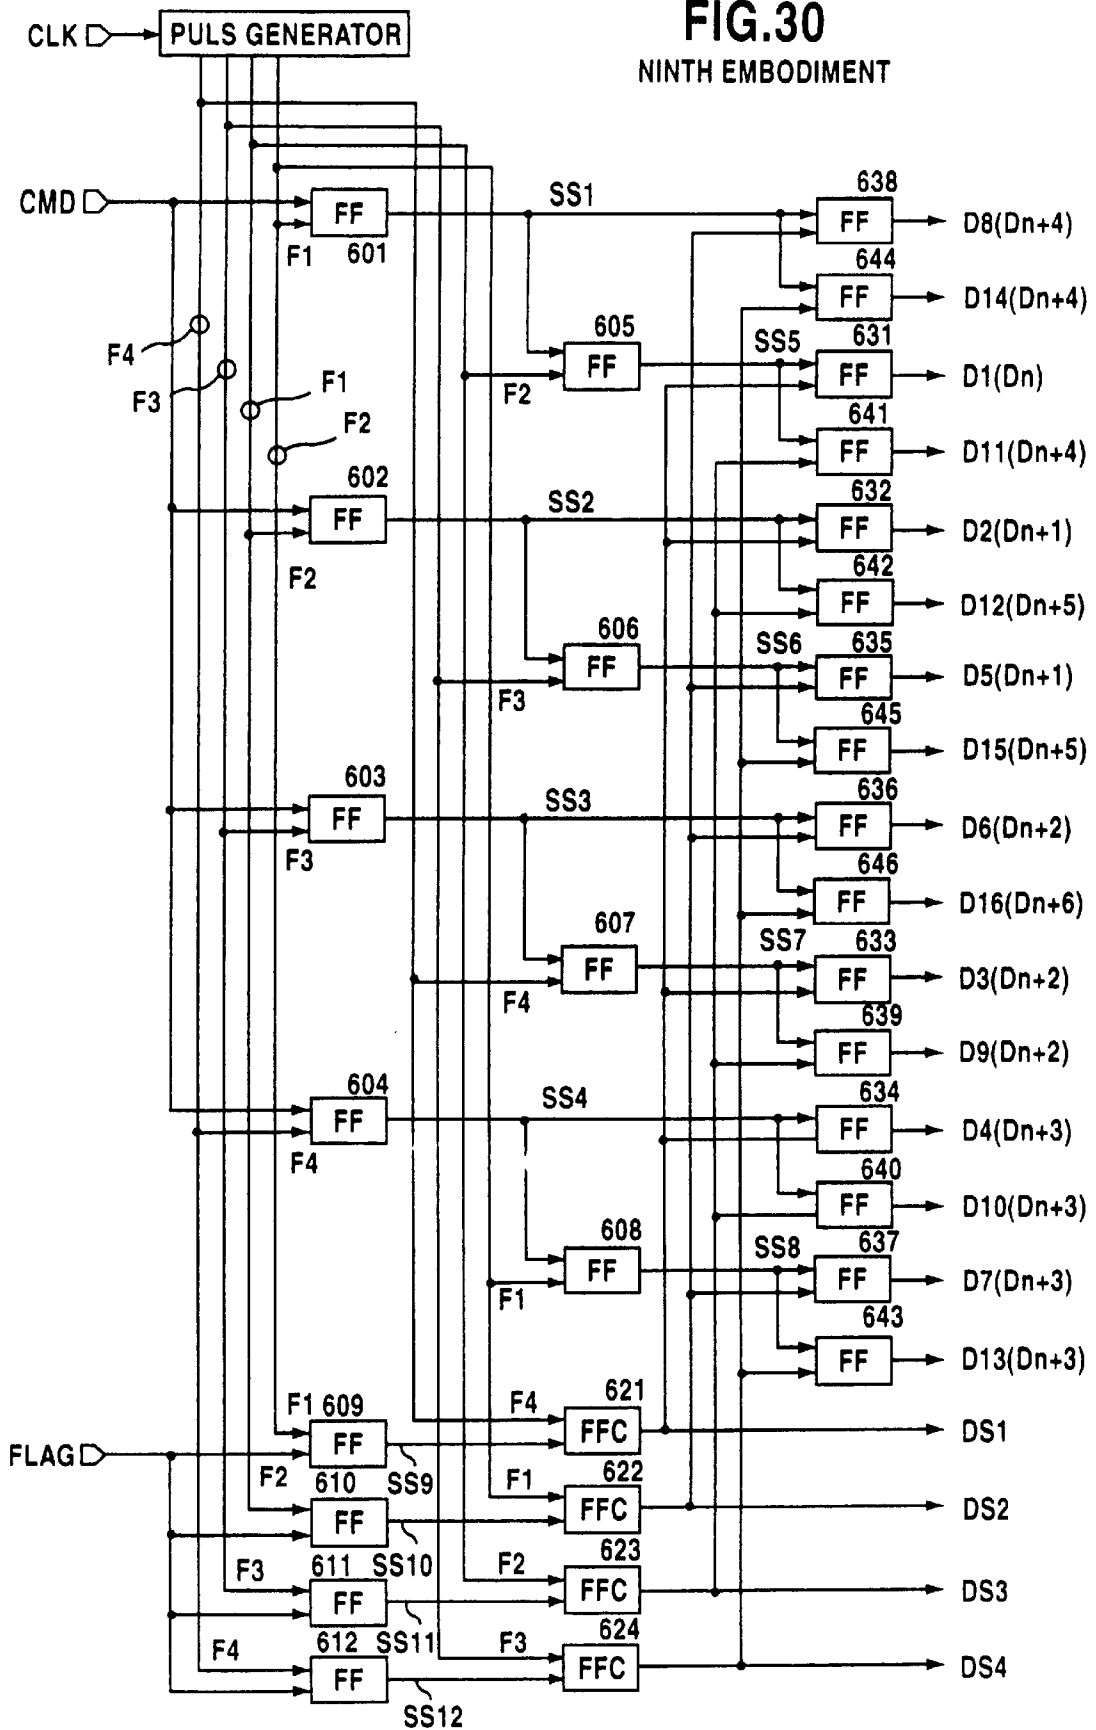 FIG.30
NINTH EMBODIMENT
CLK
PULS GENERATOR
CMD
FF
601
F1
SS1
638
FF
D8(Dn+4)
644
FF
D14(Dn+4)
F4
F3
F1
F2
605
FF
F2
SS5
631
FF
D1(Dn)
641
FF
D11(Dn+4)
602
FF
F2
SS2
632
FF
D2(Dn+1)
642
FF
D12(Dn+5)
606
FF
F3
SS6
635
FF
D5(Dn+1)
645
FF
D15(Dn+5)
603
FF
F3
SS3
636
FF
D6(Dn+2)
646
FF
D16(Dn+6)
607
FF
F4
SS7
633
FF
D3(Dn+2)
639
FF
D9(Dn+2)
604
FF
F4
SS4
634
FF
D4(Dn+3)
640
FF
D10(Dn+3)
608
FF
F1
SS8
637
FF
D7(Dn+3)
643
FF
D13(Dn+3)
FLAG
F1
609
FF
SS9
F4
621
FFC
DS1
F2
610
FF
SS10
F1
622
FFC
DS2
F3
611
FF
SS11
F2
623
FFC
DS3
F4
612
FF
SS12
F3
624
FFC
DS4